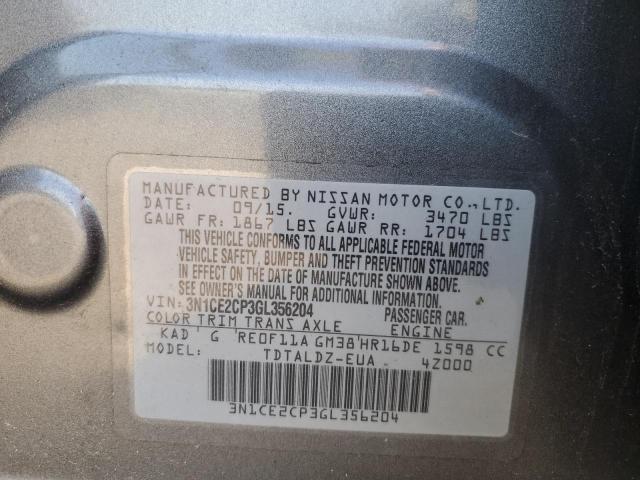 MANUFACTURED BY NISSAN MOTOR CO.,LTD.
DATE: 09/15. GVWR: 3470 LBS
GAWR FR: 1867 LBS GAWR RR: 1704 LBS
THIS VEHICLE CONFORMS TO ALL APPLICABLE FEDERAL MOTOR
VEHICLE SAFETY, BUMPER AND THEFT PREVENTION STANDARDS
IN EFFECT ON THE DATE OF MANUFACTURE SHOWN ABOVE.
SEE OWNER'S MANUAL FOR ADDITIONAL INFORMATION.
VIN: 3N1CE2CP3GL356204 PASSENGER CAR.
COLOR TRIM TRANS AXLE ENGINE
KAD G RE0F11A GM38 HR16DE 1598 CC
MODEL: TDTALDZ-EUA 4Z000
3N1CE2CP3GL356204